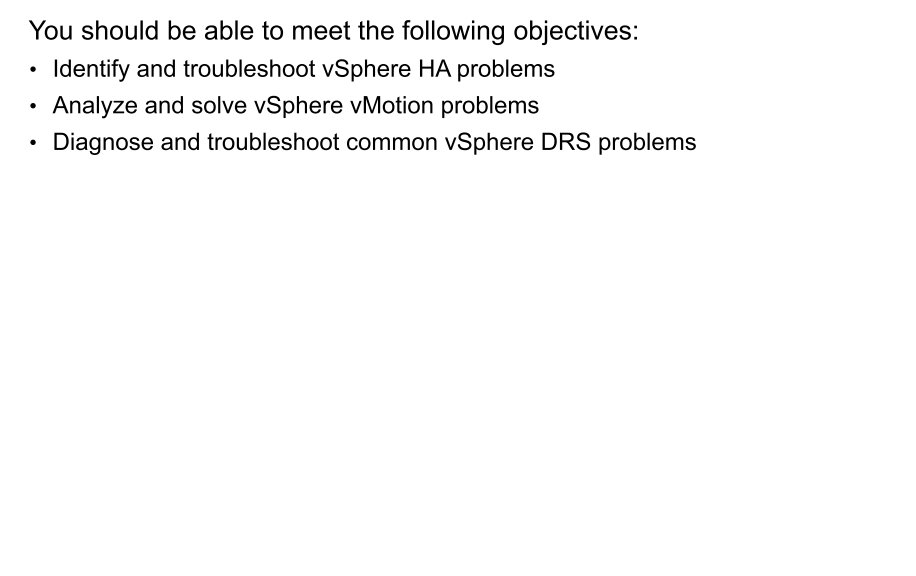 You should be able to meet the following objectives:
• Identify and troubleshoot vSphere HA problems
• Analyze and solve vSphere vMotion problems
• Diagnose and troubleshoot common vSphere DRS problems